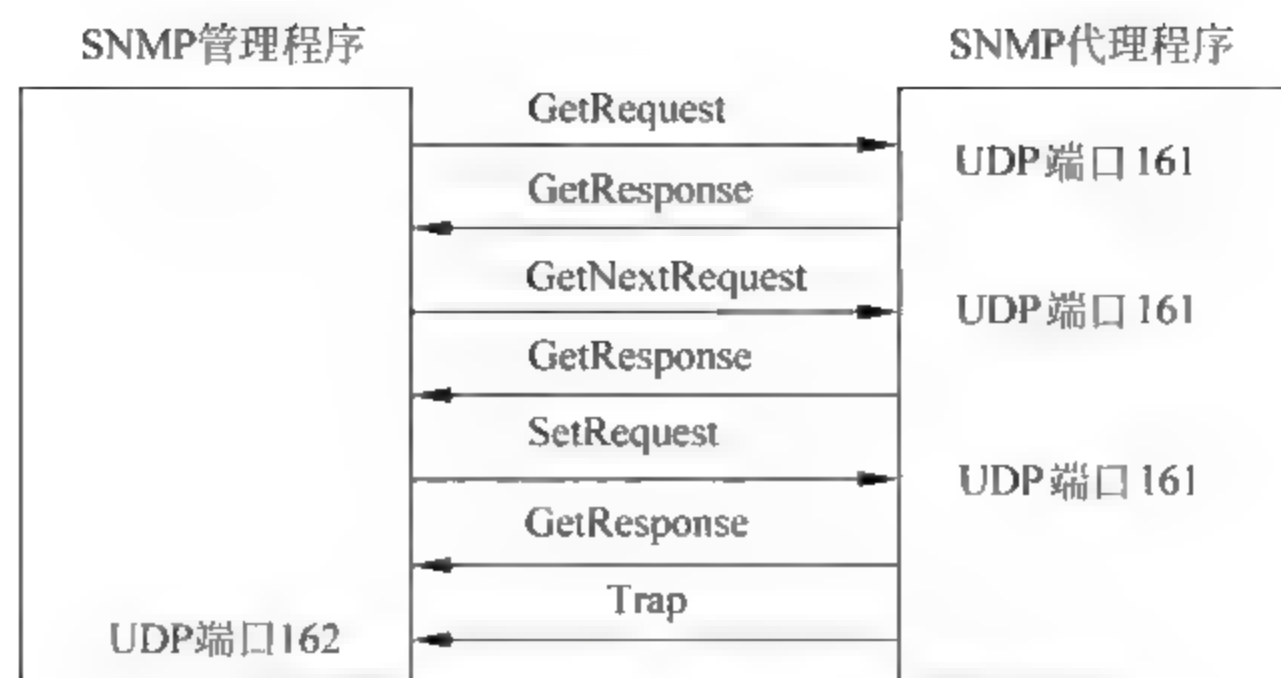 SNMP管理程序
SNMP代理程序
GetRequest
UDP端口161
GetResponse
GetNextRequest
UDP端口161
GetResponse
SetRequest
UDP端口161
GetResponse
Trap
UDP端口162